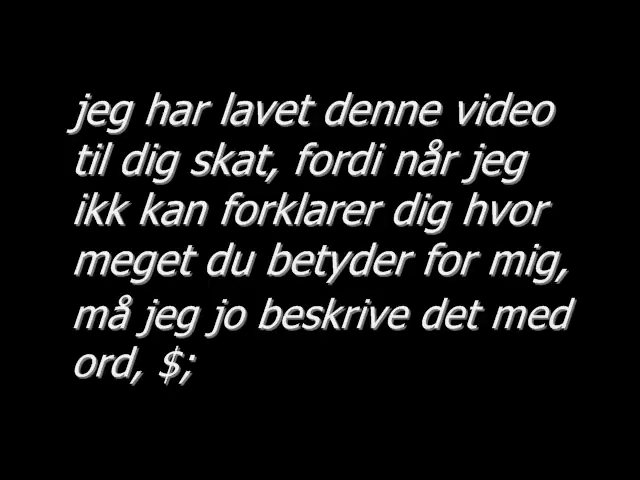 jeg har lavet denne video
til dig skat, fordi når jeg
ikk kan forklarer dig hvor
meget du betyder for mig,
må jeg jo beskrive det med
ord, $;